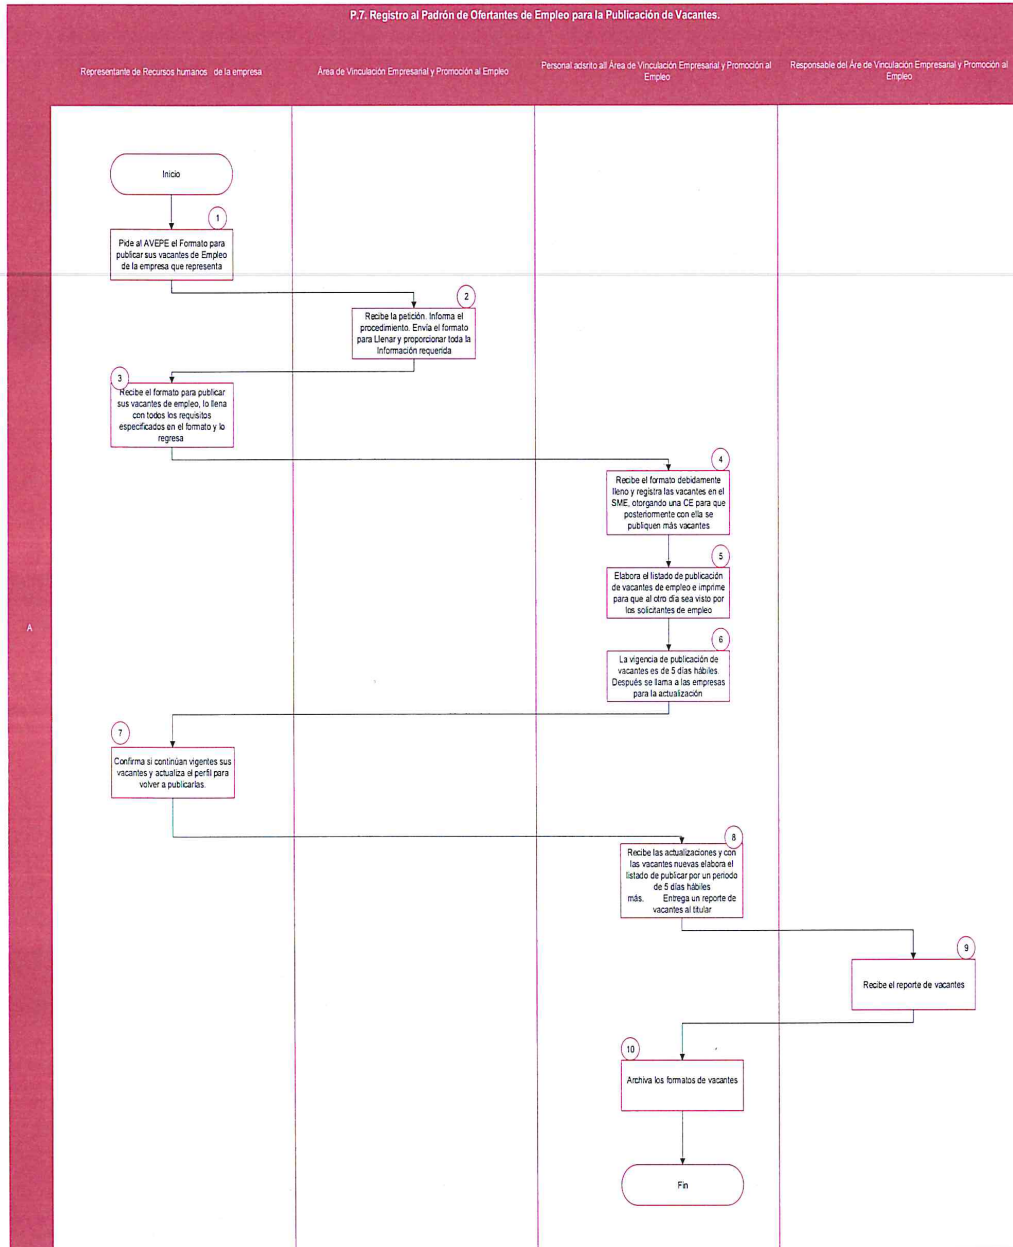 P.7. Registro al Padrón de Ofertantes de Empleo para la Publicación de Vacantes.
Representante de Recursos humanos de la empresa
Área de Vinculación Empresarial y Promoción al Empleo
Personal adsrito all Área de Vinculación Empresarial y Promoción al
Empleo
Responsable del Áre de Vinculación Empresarial y Promoción al
Empleo
Inicio
1
Pide al AVEPE el Formato para
publicar sus vacantes de Empleo
de la empresa que representa
2
Recibe la petición. Informa el
procedimiento. Envía el formato
para Llenar y proporcionar toda la
Información requerida
3
Recibe el formato para publicar
sus vacantes de empleo, lo llena
con todos los requisitos
especificados en el formato y lo
regresa
4
Recibe el formato debidamente
lleno y registra las vacantes en el
SME, otorgando una CE para que
posteriormente con ella se
publiquen más vacantes
5
Elabora el listado de publicación
de vacantes de empleo e imprime
para que al otro día sea visto por
los solicitantes de empleo
A
6
La vigencia de publicación de
vacantes es de 5 días hábiles.
Después se llama a las empresas
para la actualización
7
Confirma si continúan vigentes sus
vacantes y actualiza el perfil para
volver a publicarlas.
8
Recibe las actualizaciones y con
las vacantes nuevas elabora el
listado de publicar por un periodo
de 5 días hábiles
más. Entrega un reporte de
vacantes al titular
9
Recibe el reporte de vacantes
10
Archiva los formatos de vacantes
Fin